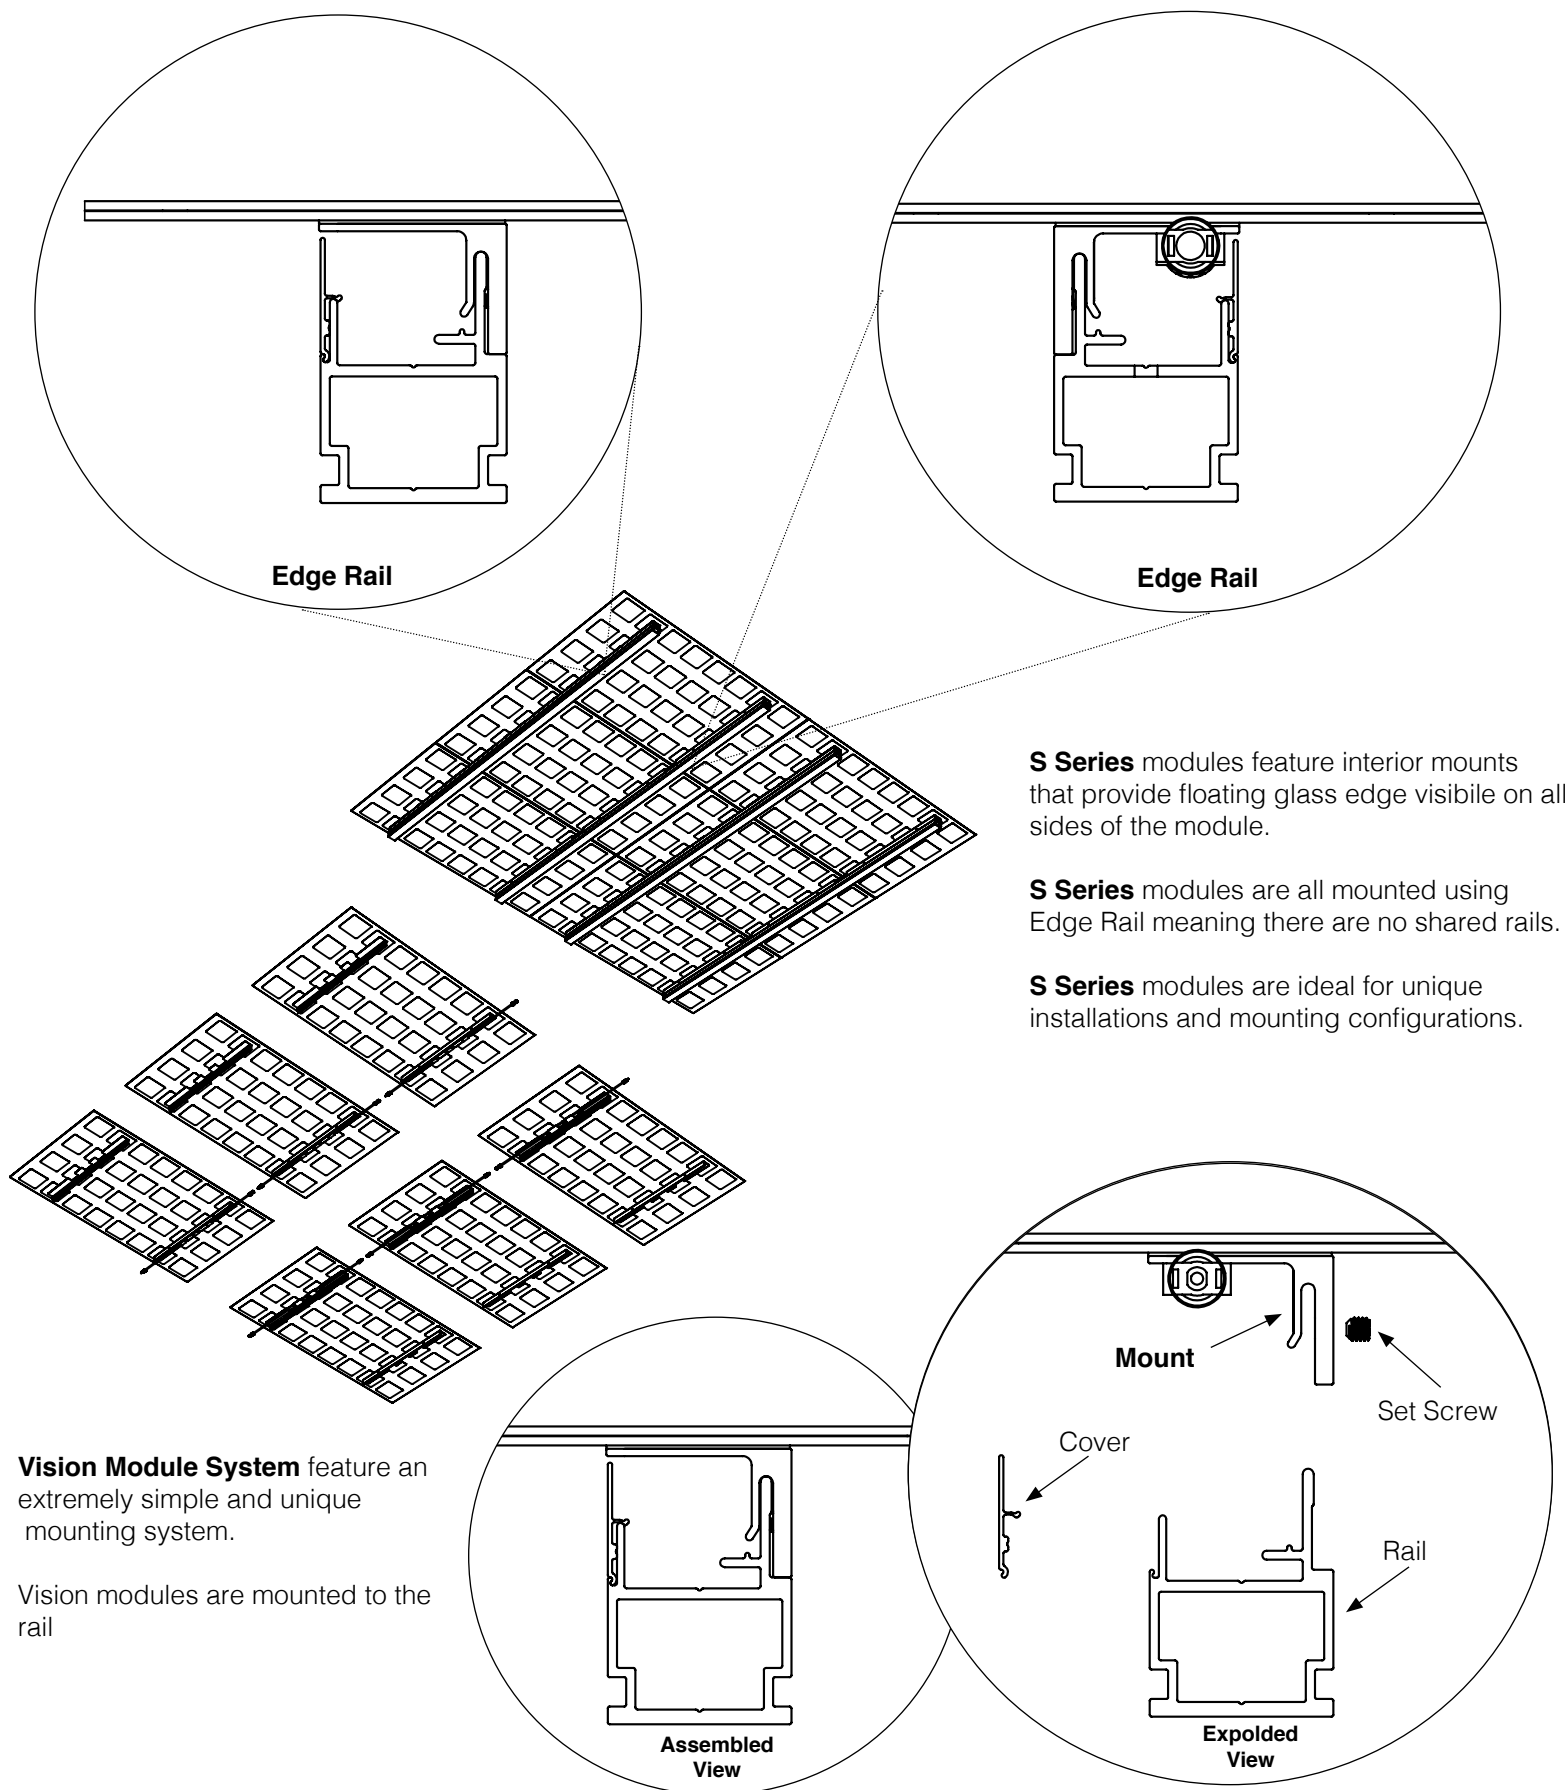 Edge Rail
Edge Rail
S Series modules feature interior mounts
that provide floating glass edge visibile on all
sides of the module.
S Series modules are all mounted using
Edge Rail meaning there are no shared rails.
S Series modules are ideal for unique
installations and mounting configurations.
Mount
Set Screw
Cover
Rail
Expolded
View
Vision Module System feature an
extremely simple and unique
mounting system.
Vision modules are mounted to the
rail
Assembled
View